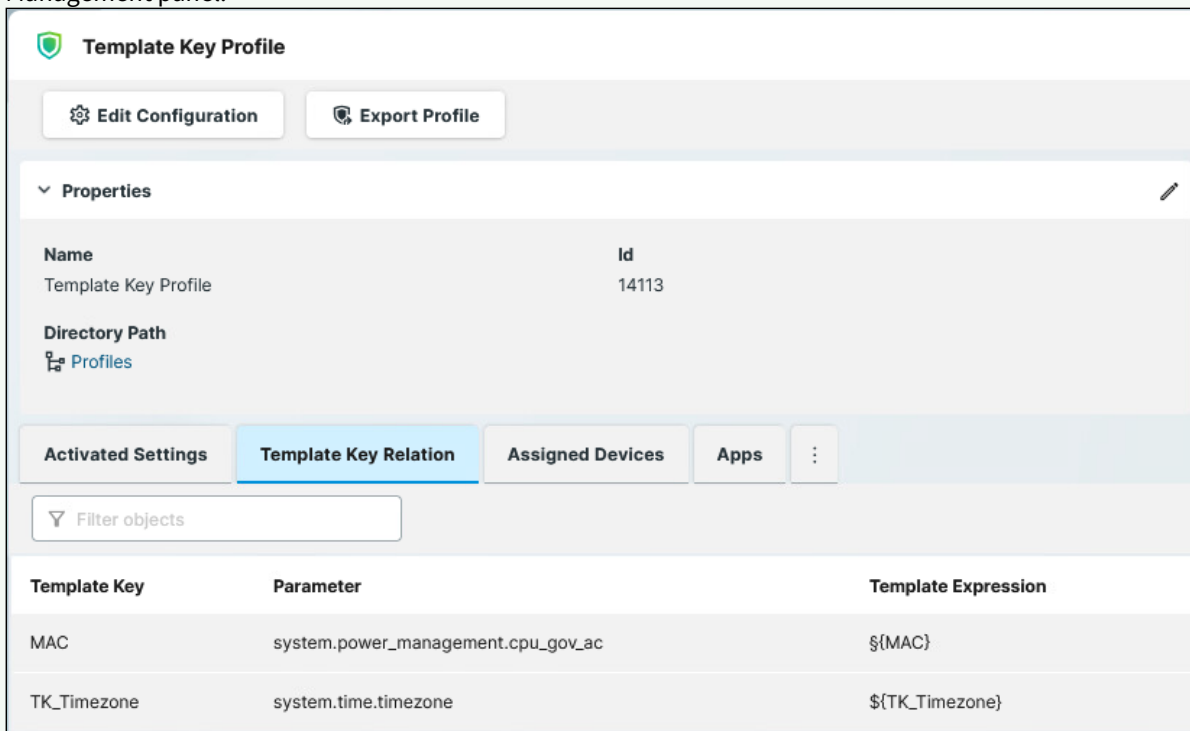 Management panel.
Template Key Profile
Edit Configuration Export Profile
Properties
Name Id
Template Key Profile 14113
Directory Path
Profiles
Activated Settings Template Key Relation Assigned Devices Apps
Filter objects
Template Key Parameter Template Expression
MAC system.power_management.cpu_gov_ac §{MAC}
TK_Timezone system.time.timezone ${TK_Timezone}